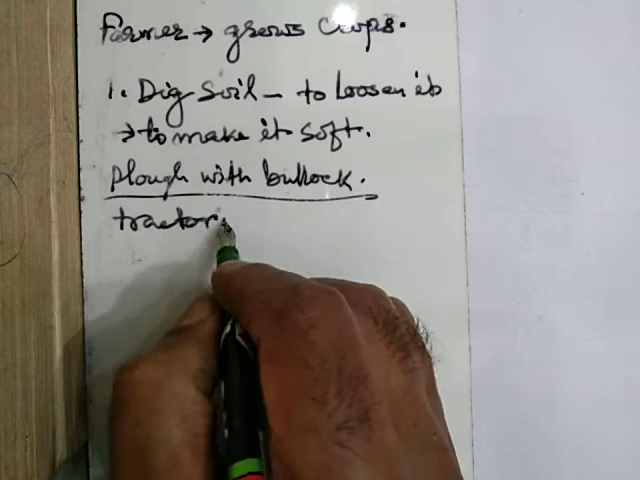 Farmer → grows Crops.
1. Dig Soil - to Loosen it
→ to make it soft.
Plough with bullock.
tractor